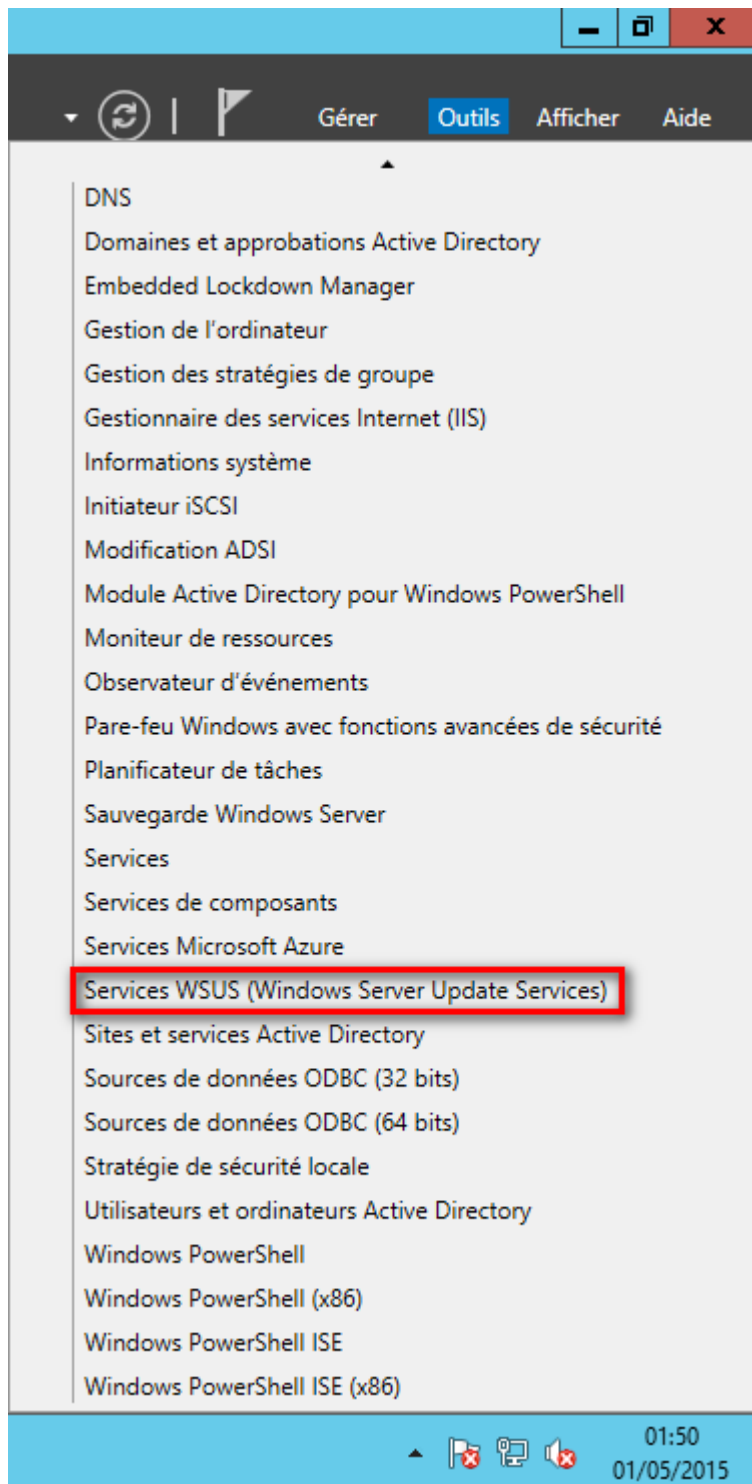 Gérer Outils Afficher Aide
DNS
Domaines et approbations Active Directory
Embedded Lockdown Manager
Gestion de l'ordinateur
Gestion des stratégies de groupe
Gestionnaire des services Internet (IIS)
Informations système
Initiateur iSCSI
Modification ADSI
Module Active Directory pour Windows PowerShell
Moniteur de ressources
Observateur d'événements
Pare-feu Windows avec fonctions avancées de sécurité
Planificateur de tâches
Sauvegarde Windows Server
Services
Services de composants
Services Microsoft Azure
Services WSUS (Windows Server Update Services)
Sites et services Active Directory
Sources de données ODBC (32 bits)
Sources de données ODBC (64 bits)
Stratégie de sécurité locale
Utilisateurs et ordinateurs Active Directory
Windows PowerShell
Windows PowerShell (x86)
Windows PowerShell ISE
Windows PowerShell ISE (x86)
01:50
01/05/2015